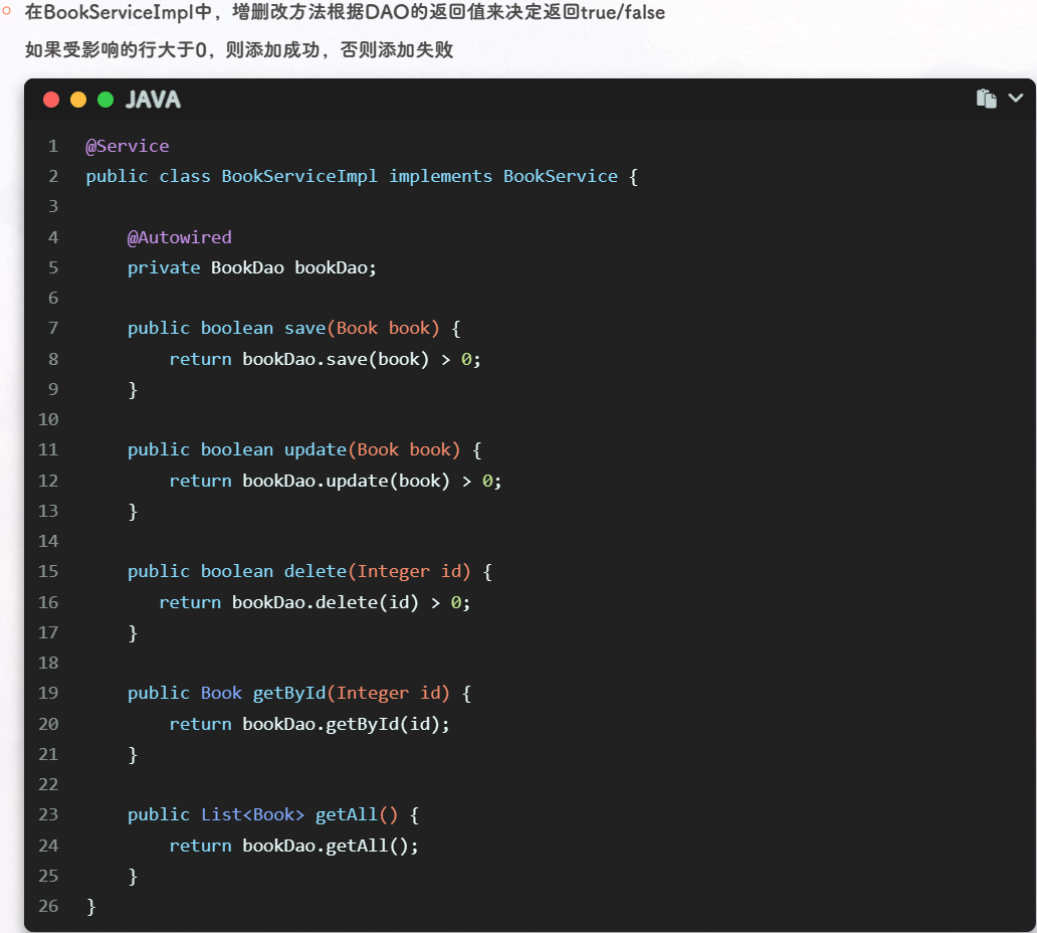 在BookServiceImpl中，增删改方法根据DAO的返回值来决定返回true/false
如果受影响的行大于0，则添加成功，否则添加失败
JAVA
1 @Service
2 public class BookServiceImpl implements BookService {
3
4     @Autowired
5     private BookDao bookDao;
6
7     public boolean save(Book book) {
8         return bookDao.save(book) > 0;
9     }
10
11     public boolean update(Book book) {
12         return bookDao.update(book) > 0;
13     }
14
15     public boolean delete(Integer id) {
16        return bookDao.delete(id) > 0;
17     }
18
19     public Book getById(Integer id) {
20         return bookDao.getById(id);
21     }
22
23     public List<Book> getAll() {
24         return bookDao.getAll();
25     }
26 }